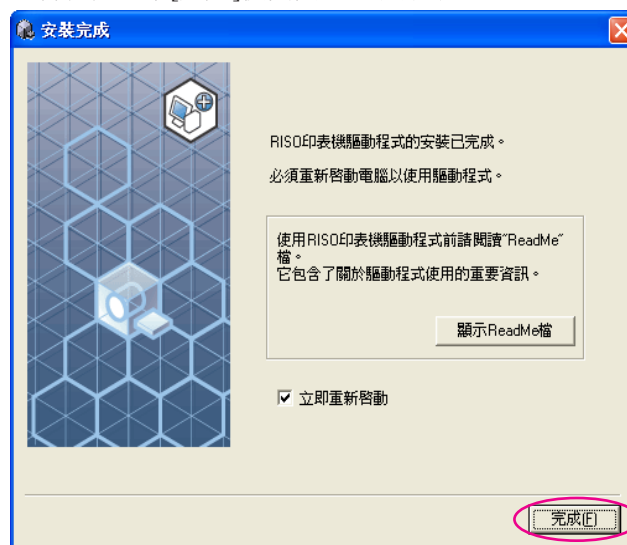 安裝完成
RISO印表機驅動程式的安裝已完成。
必須重新啓動電腦以使用驅動程式。
使用RISO印表機驅動程式前請閱讀"ReadMe"
檔。
它包含了關於驅動程式使用的重要資訊。
顯示ReadMe檔
立即重新啓動
完成(F)